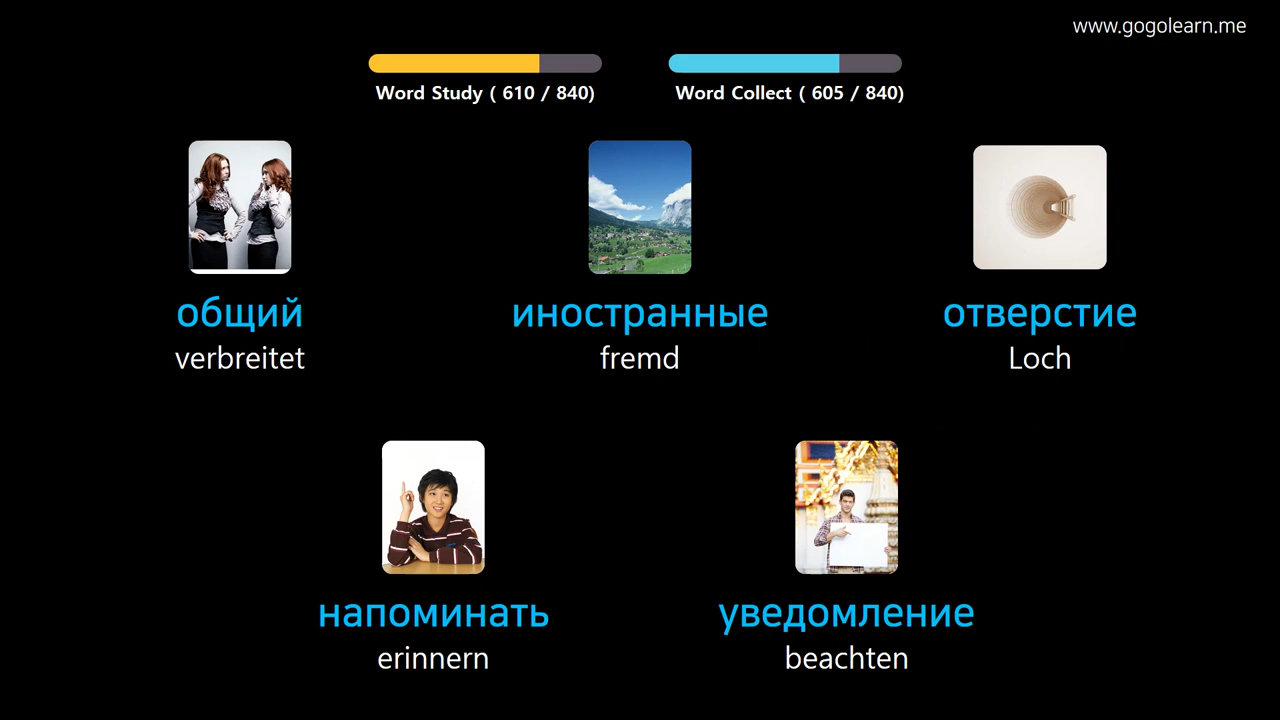 www.gogolearn.me
Word Study ( 610 / 840)
Word Collect ( 605 / 840)
общий
verbreitet
иностранные
fremd
отверстие
Loch
напоминать
erinnern
уведомление
beachten